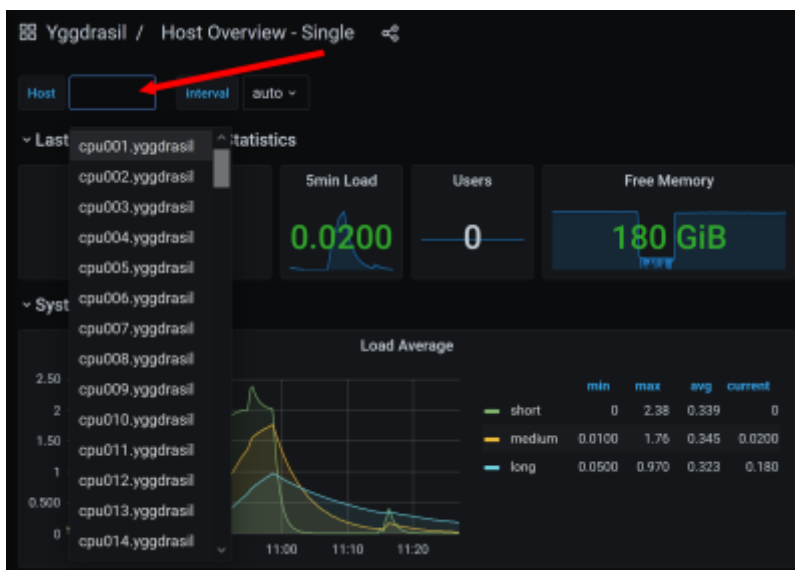 Yggdrasil / Host Overview - Single
Host
Interval auto
Last
tatistics
cpu001.yggdrasil
cpu002.yggdrasil
cpu003.yggdrasil
cpu004.yggdrasil
cpu005.yggdrasil
cpu006.yggdrasil
cpu007.yggdrasil
cpu008.yggdrasil
cpu009.yggdrasil
cpu010.yggdrasil
cpu011.yggdrasil
cpu012.yggdrasil
cpu013.yggdrasil
cpu014.yggdrasil
5min Load
0.0200
Users
0
Free Memory
180 GiB
Syst
Load Average
2.50
2
1.50
1
0.500
0
11:00 11:10 11:20
min max avg current
short 0 2.38 0.339 0
medium 0.0100 1.76 0.345 0.0200
long 0.0500 0.970 0.323 0.180